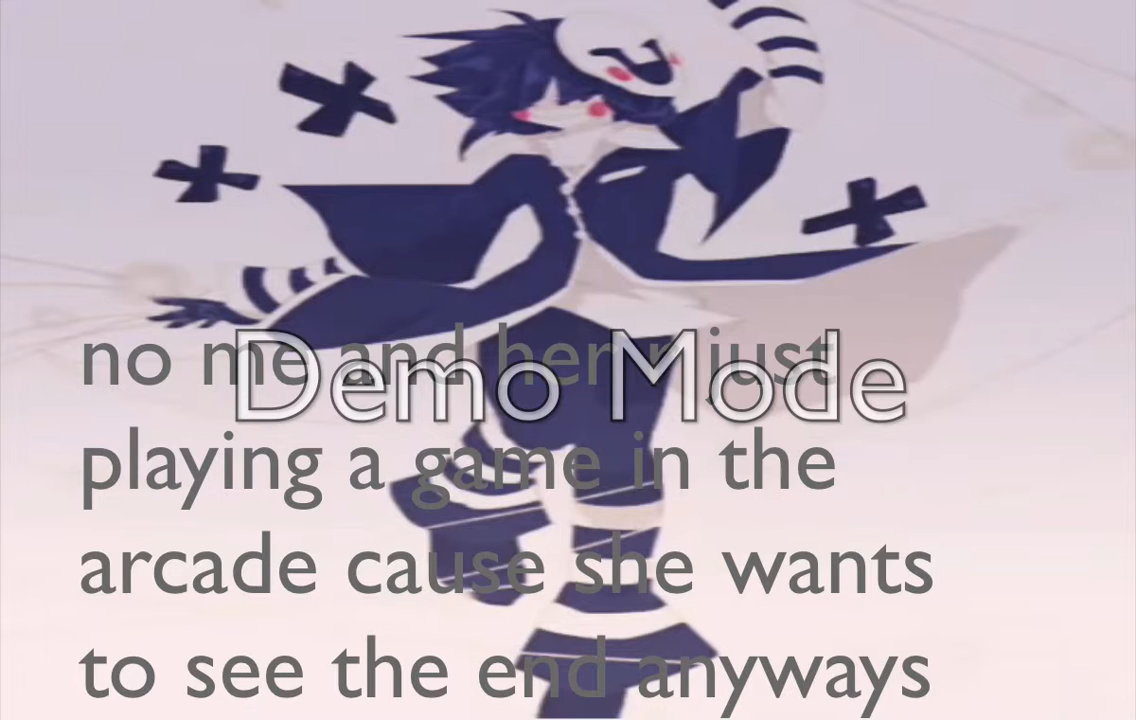 no me and her r just
Demo Mode
playing a game in the
arcade cause she wants
to see the end anyways